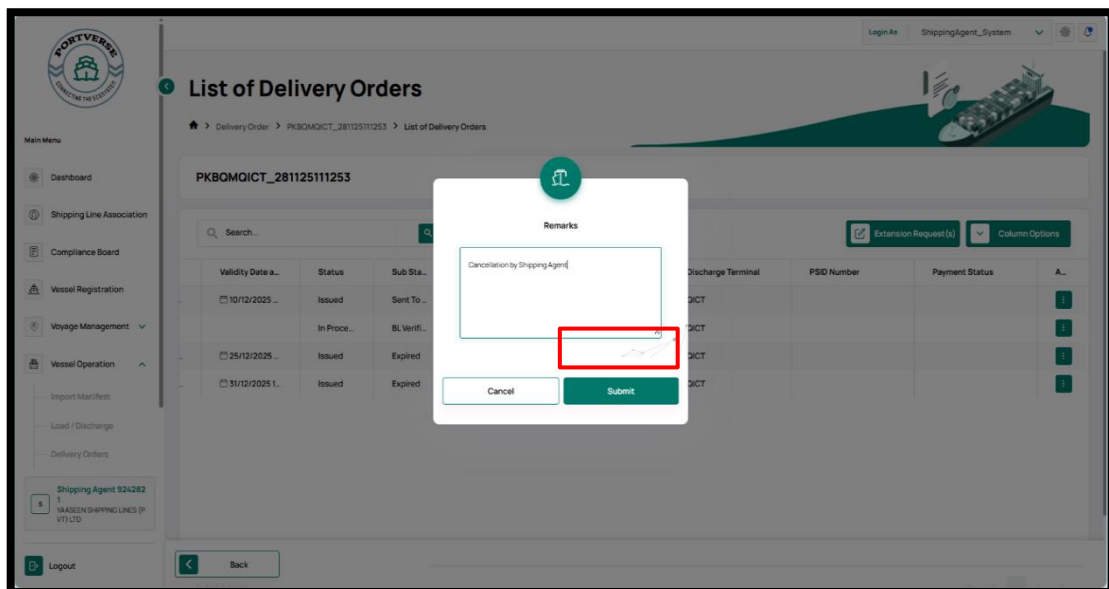 PORTVERSE
CONNECTING THE ECOSYSTEM
Login As ShippingAgent_System
List of Delivery Orders
Delivery Order > PKBQMQICT_281125111253 > List of Delivery Orders
Main Menu
Dashboard
Shipping Line Association
Compliance Board
Vessel Registration
Voyage Management
Vessel Operation
Import Manifest
Load / Discharge
Delivery Orders
Shipping Agent 924282
1
YAASEEN SHIPPING LINES (P
VT) LTD
S
Logout
PKBQMQICT_281125111253
Search...
Extension Request(s)
Column Options
Validity Date a... Status Sub Sta... Discharge Terminal PSID Number Payment Status A...
10/12/2025 ... Issued Sent To ... QICT
In Proce... BL Verifi... QICT
25/12/2025 ... Issued Expired QICT
31/12/2025 1... Issued Expired QICT
Remarks
Cancellation by Shipping Agent
Cancel
Submit
Back